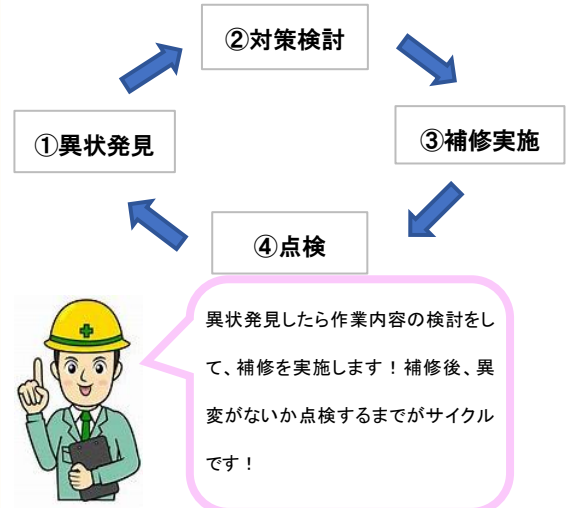 ②対策検討
①異状発見
③補修実施
④点検
異状発見したら作業内容の検討をし
て、補修を実施します！補修後、異
変がないか点検するまでがサイクル
です！